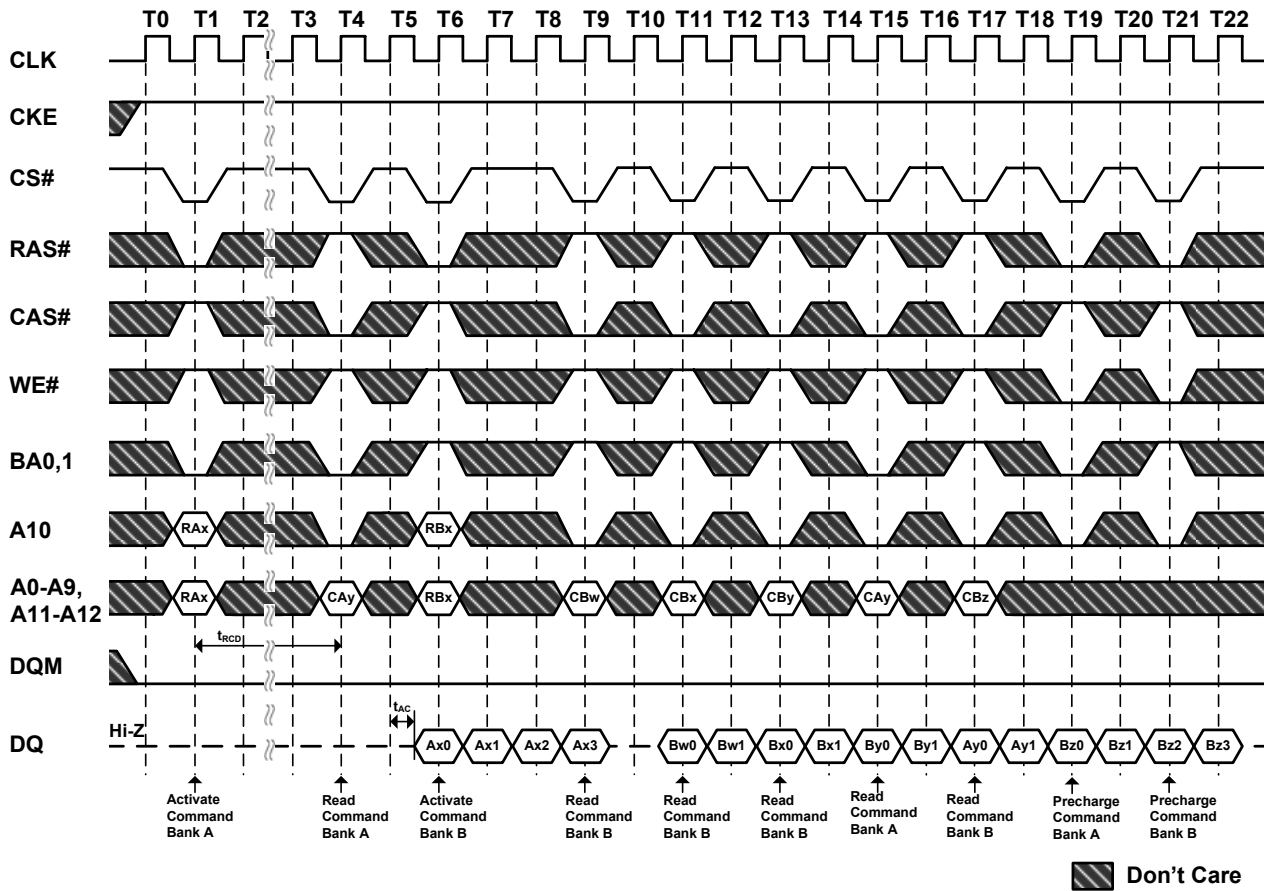 T0 T1 T2 T3 T4 T5 T6 T7 T8 T9 T10 T11 T12 T13 T14 T15 T16 T17 T18 T19 T20 T21 T22
CLK
CKE
CS#
RAS#
CAS#
WE#
BA0,1
A10
RAx RBx
A0-A9,
A11-A12
RAx CAy RBx CBw CBx CBy CAy CBz
tRCD
DQM
tAC
Hi-Z
DQ
Ax0 Ax1 Ax2 Ax3 Bw0 Bw1 Bx0 Bx1 By0 By1 Ay0 Ay1 Bz0 Bz1 Bz2 Bz3
Activate
Command
Bank A
Read
Command
Bank A
Activate
Command
Bank B
Read
Command
Bank B
Read
Command
Bank B
Read
Command
Bank B
Read
Command
Bank A
Read
Command
Bank B
Precharge
Command
Bank A
Precharge
Command
Bank B
Don't Care